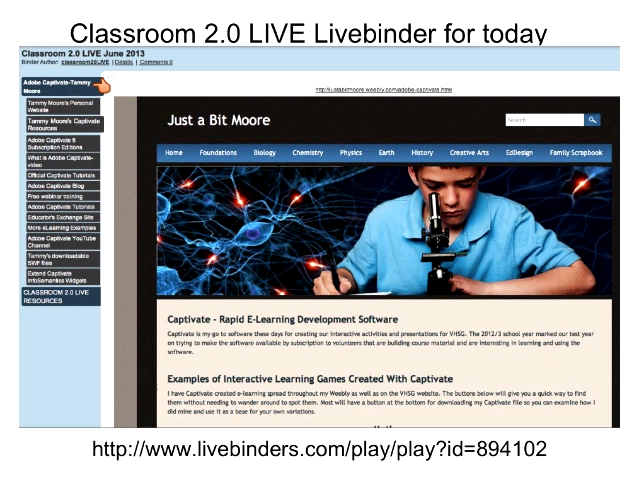 Classroom 2.0 LIVE Livebinder for today
Classroom 2.0 LIVE June 2013
Binder Author: classroom20LIVE | Details | Comments 0
Adobe Captivate-Tammy
Moore
Tammy Moore's Personal
Website
Tammy Moore's Captivate
Resources
Adobe Captivate 6
Subscription Editions
What is Adobe Captivate-
video
Official Captivate Tutorials
Adobe Captivate Blog
Free webinar training
Adobe Captivate Tutorials
Educator's Exchange Site
More eLearning Examples
Adobe Captivate YouTube
Channel
Tammy's downloadable
SWF files
Extend Captivate
InfoSemantics Widgets
CLASSROOM 2.0 LIVE
RESOURCES
http://justabitmoore.weebly.com/adobe-captivate.html
Just a Bit Moore
Search
Home Foundations Biology Chemistry Physics Earth History Creative Arts EdDesign Family Scrapbook
Captivate - Rapid E-Learning Development Software
Captivate is my go to software these days for creating our interactive activities and presentations for VHSG. The 2012/3 school year marked our test year
on trying to make the software available by subscription to volunteers that are building course material and are interesting in learning and using the
software.
Examples of Interactive Learning Games Created With Captivate
I have Captivate created e-learning spread throughout my Weebly as well as on the VHSG website. The buttons below will give you a quick way to find
them without needing to wander around to spot them. Most will have a button at the bottom for downloading my Captivate file so you can examine how I
did mine and use it as a base for your own variations.
http://www.livebinders.com/play/play?id=894102